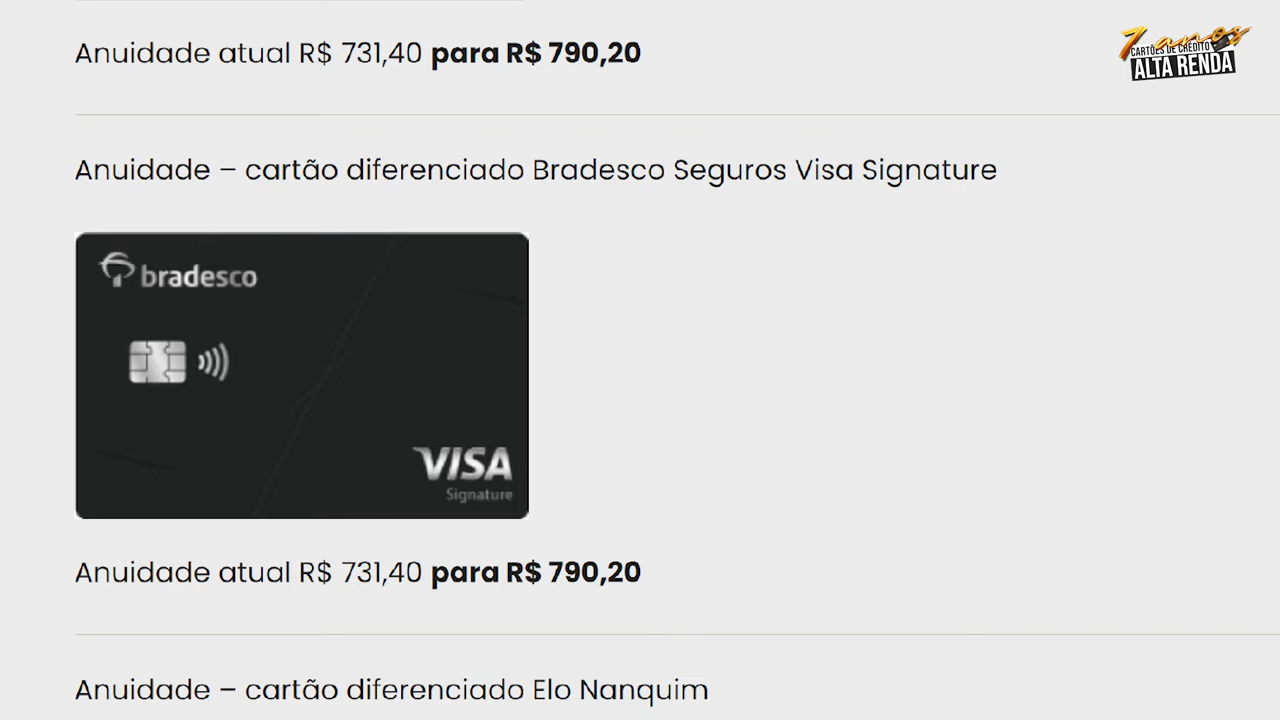 Anuidade atual R$ 731,40 para R$ 790,20
7 anos
CARTÕES DE CRÉDITO
ALTA RENDA
Anuidade – cartão diferenciado Bradesco Seguros Visa Signature
bradesco
VISA
Signature
Anuidade atual R$ 731,40 para R$ 790,20
Anuidade – cartão diferenciado Elo Nanquim